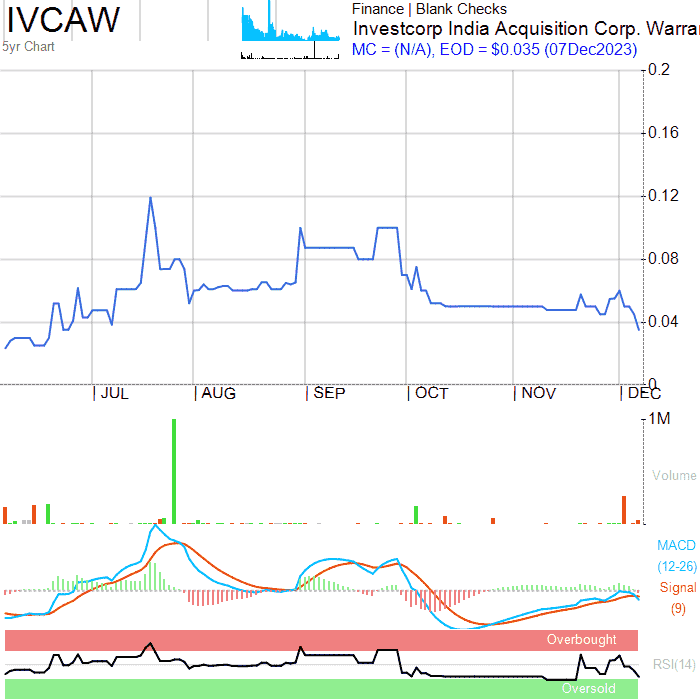 IVCAW
5yr Chart
Finance | Blank Checks
Investcorp India Acquisition Corp. Warra
MC = (N/A), EOD = $0.035 (07Dec2023)
0.2
0.16
0.12
0.08
0.04
0
JUL AUG SEP OCT NOV DEC
1M
Volume
MACD
(12-26)
Signal
(9)
Overbought
RSI(14)
Oversold